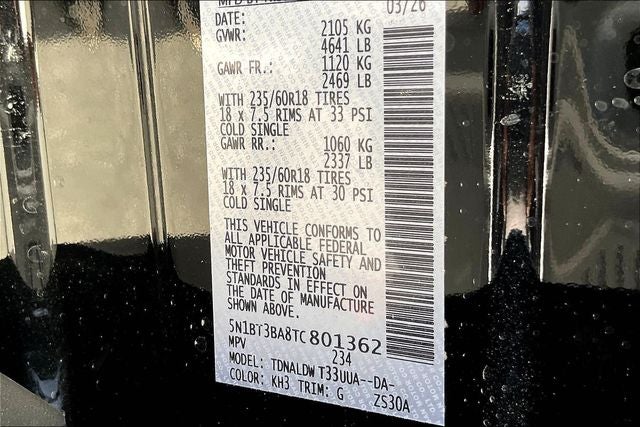 DATE: 03/26
GVWR: 2105 KG
4641 LB
GAWR FR.: 1120 KG
2469 LB
WITH 235/60R18 TIRES
18 x 7.5 RIMS AT 33 PSI
COLD SINGLE
GAWR RR.: 1060 KG
2337 LB
WITH 235/60R18 TIRES
18 x 7.5 RIMS AT 30 PSI
COLD SINGLE
THIS VEHICLE CONFORMS TO
ALL APPLICABLE FEDERAL
MOTOR VEHICLE SAFETY AND
THEFT PREVENTION
STANDARDS IN EFFECT ON
THE DATE OF MANUFACTURE
SHOWN ABOVE.
5N1BT3BA8TC801362
MPV 234
MODEL: TDNALDW T33UUA--DA-
COLOR: KH3 TRIM: G ZS30A